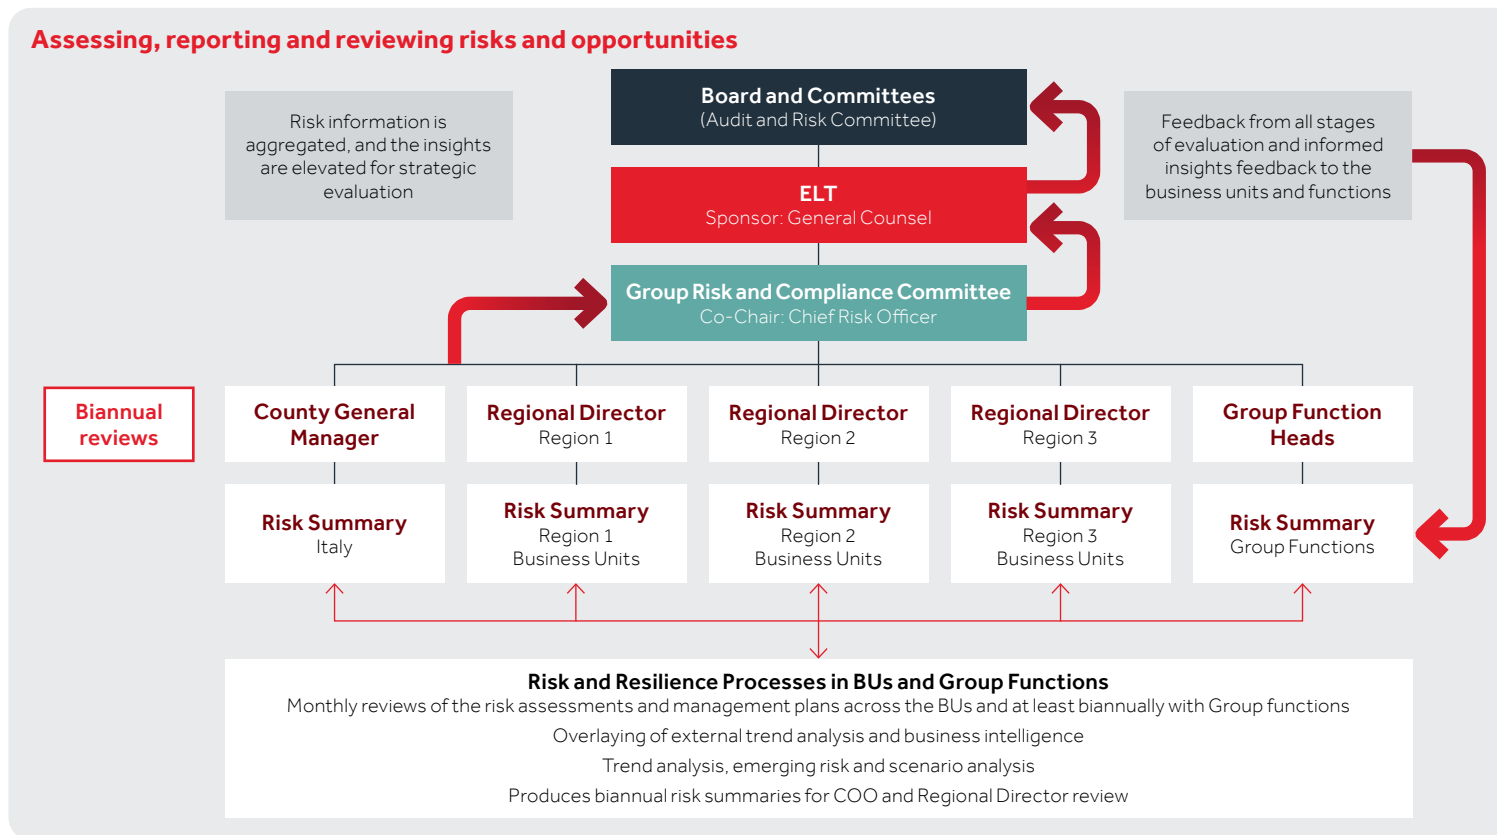 Assessing, reporting and reviewing risks and opportunities
Risk information is
aggregated, and the insights
are elevated for strategic
evaluation
Board and Committees
(Audit and Risk Committee)
Feedback from all stages
of evaluation and informed
insights feedback to the
business units and functions
ELT
Sponsor: General Counsel
Group Risk and Compliance Committee
Co-Chair: Chief Risk Officer
Biannual
reviews
County General
Manager
Regional Director
Region 1
Regional Director
Region 2
Regional Director
Region 3
Group Function
Heads
Risk Summary
Italy
Risk Summary
Region 1
Business Units
Risk Summary
Region 2
Business Units
Risk Summary
Region 3
Business Units
Risk Summary
Group Functions
Risk and Resilience Processes in BUs and Group Functions
Monthly reviews of the risk assessments and management plans across the BUs and at least biannually with Group functions
Overlaying of external trend analysis and business intelligence
Trend analysis, emerging risk and scenario analysis
Produces biannual risk summaries for COO and Regional Director review